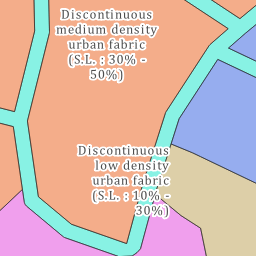 Discontinuous
medium density
urban fabric
(S.L. : 30% -
50%)
Discontinuous
low density
urban fabric
(S.L. : 10% -
30%)